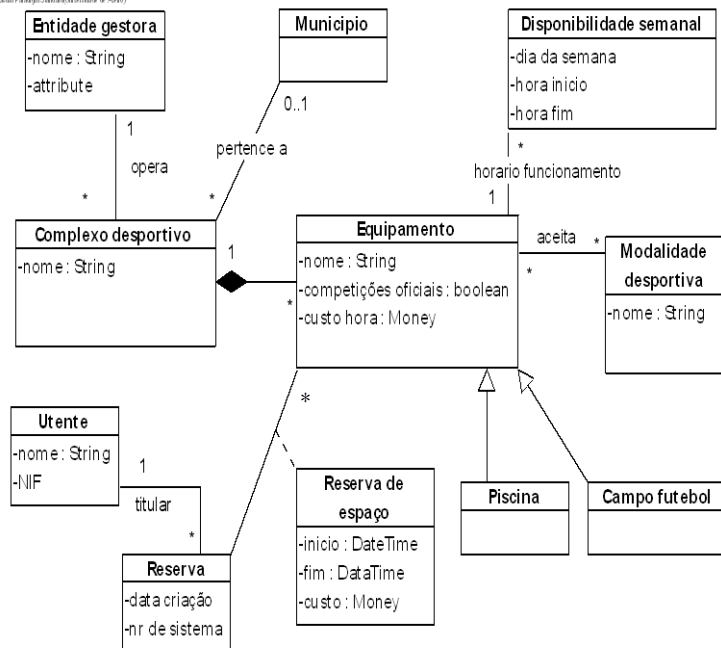 Entidade gestora
-nome : String
-attribute
Municipio
Disponibilidade semanal
-dia da semana
-hora inicio
-hora fim
1
opera
*
0..1
pertence a
*
*
horario funcionamento
1
Complexo desportivo
-nome : String
1
*
Equipamento
-nome : String
-competições oficiais : boolean
-custo hora : Money
aceita
*
*
Modalidade
desportiva
-nome : String
*
Utente
-nome : String
-NIF
1
titular
*
Reserva de
espaço
-inicio : DateTime
-fim : DataTime
-custo : Money
Piscina
Campo futebol
Reserva
-data criação
-nr de sistema